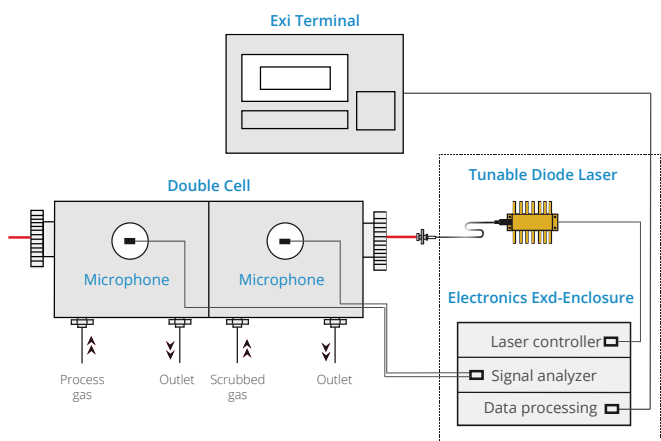 Exi Terminal
Double Cell
Tunable Diode Laser
Microphone
Microphone
Electronics Exd-Enclosure
Laser controller
Signal analyzer
Data processing
Process
gas
Outlet
Scrubbed
gas
Outlet